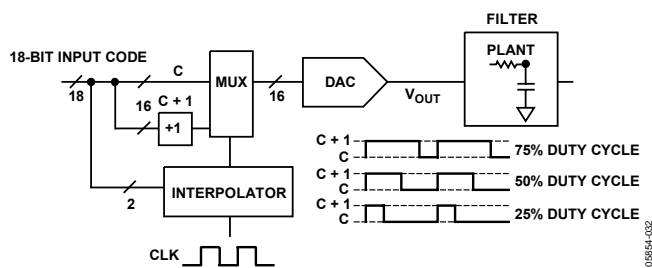 FILTER
18-BIT INPUT CODE
PLANT
C
MUX
DAC
18
16
C + 1
16
VOUT
+1
C + 1
C
75% DUTY CYCLE
C + 1
C
50% DUTY CYCLE
INTERPOLATOR
2
C + 1
C
25% DUTY CYCLE
CLK
05854-032